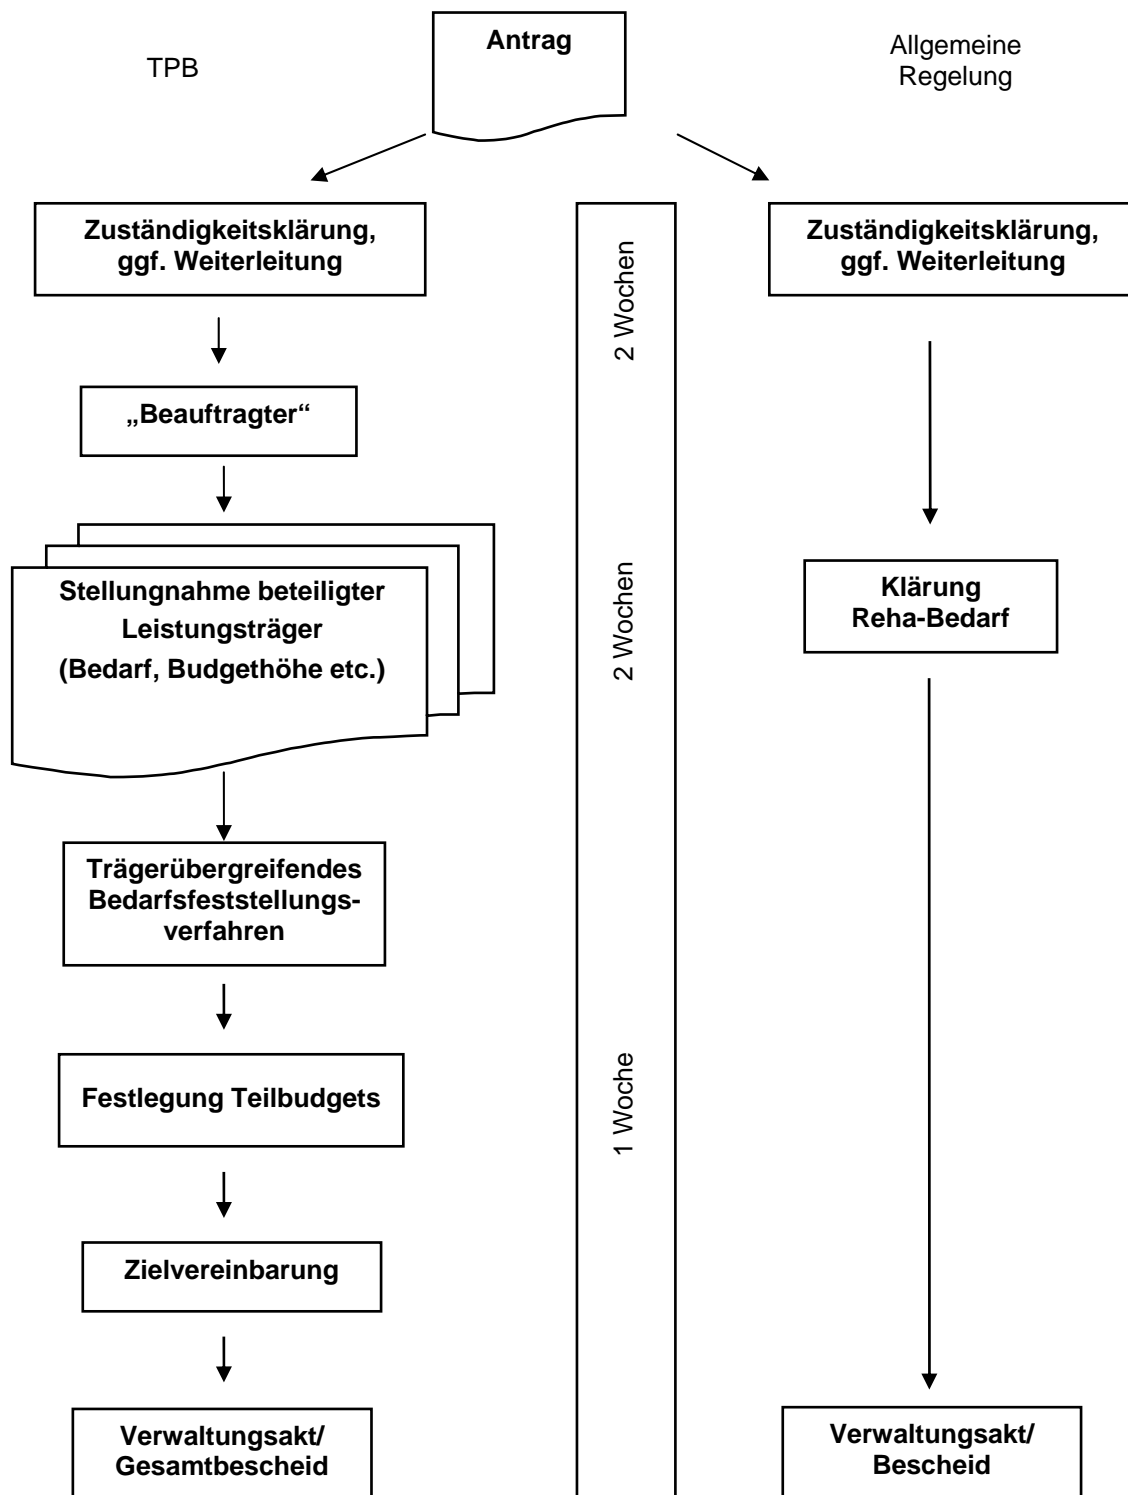 TPB
Antrag
Allgemeine
Regelung
Zuständigkeitsklärung,
ggf. Weiterleitung
2 Wochen
Zuständigkeitsklärung,
ggf. Weiterleitung
„Beauftragter“
Stellungnahme beteiligter
Leistungsträger
(Bedarf, Budgethöhe etc.)
2 Wochen
Klärung
Reha-Bedarf
Trägerübergreifendes
Bedarfsfeststellungs-
verfahren
Festlegung Teilbudgets
1 Woche
Zielvereinbarung
Verwaltungsakt/
Gesamtbescheid
Verwaltungsakt/
Bescheid